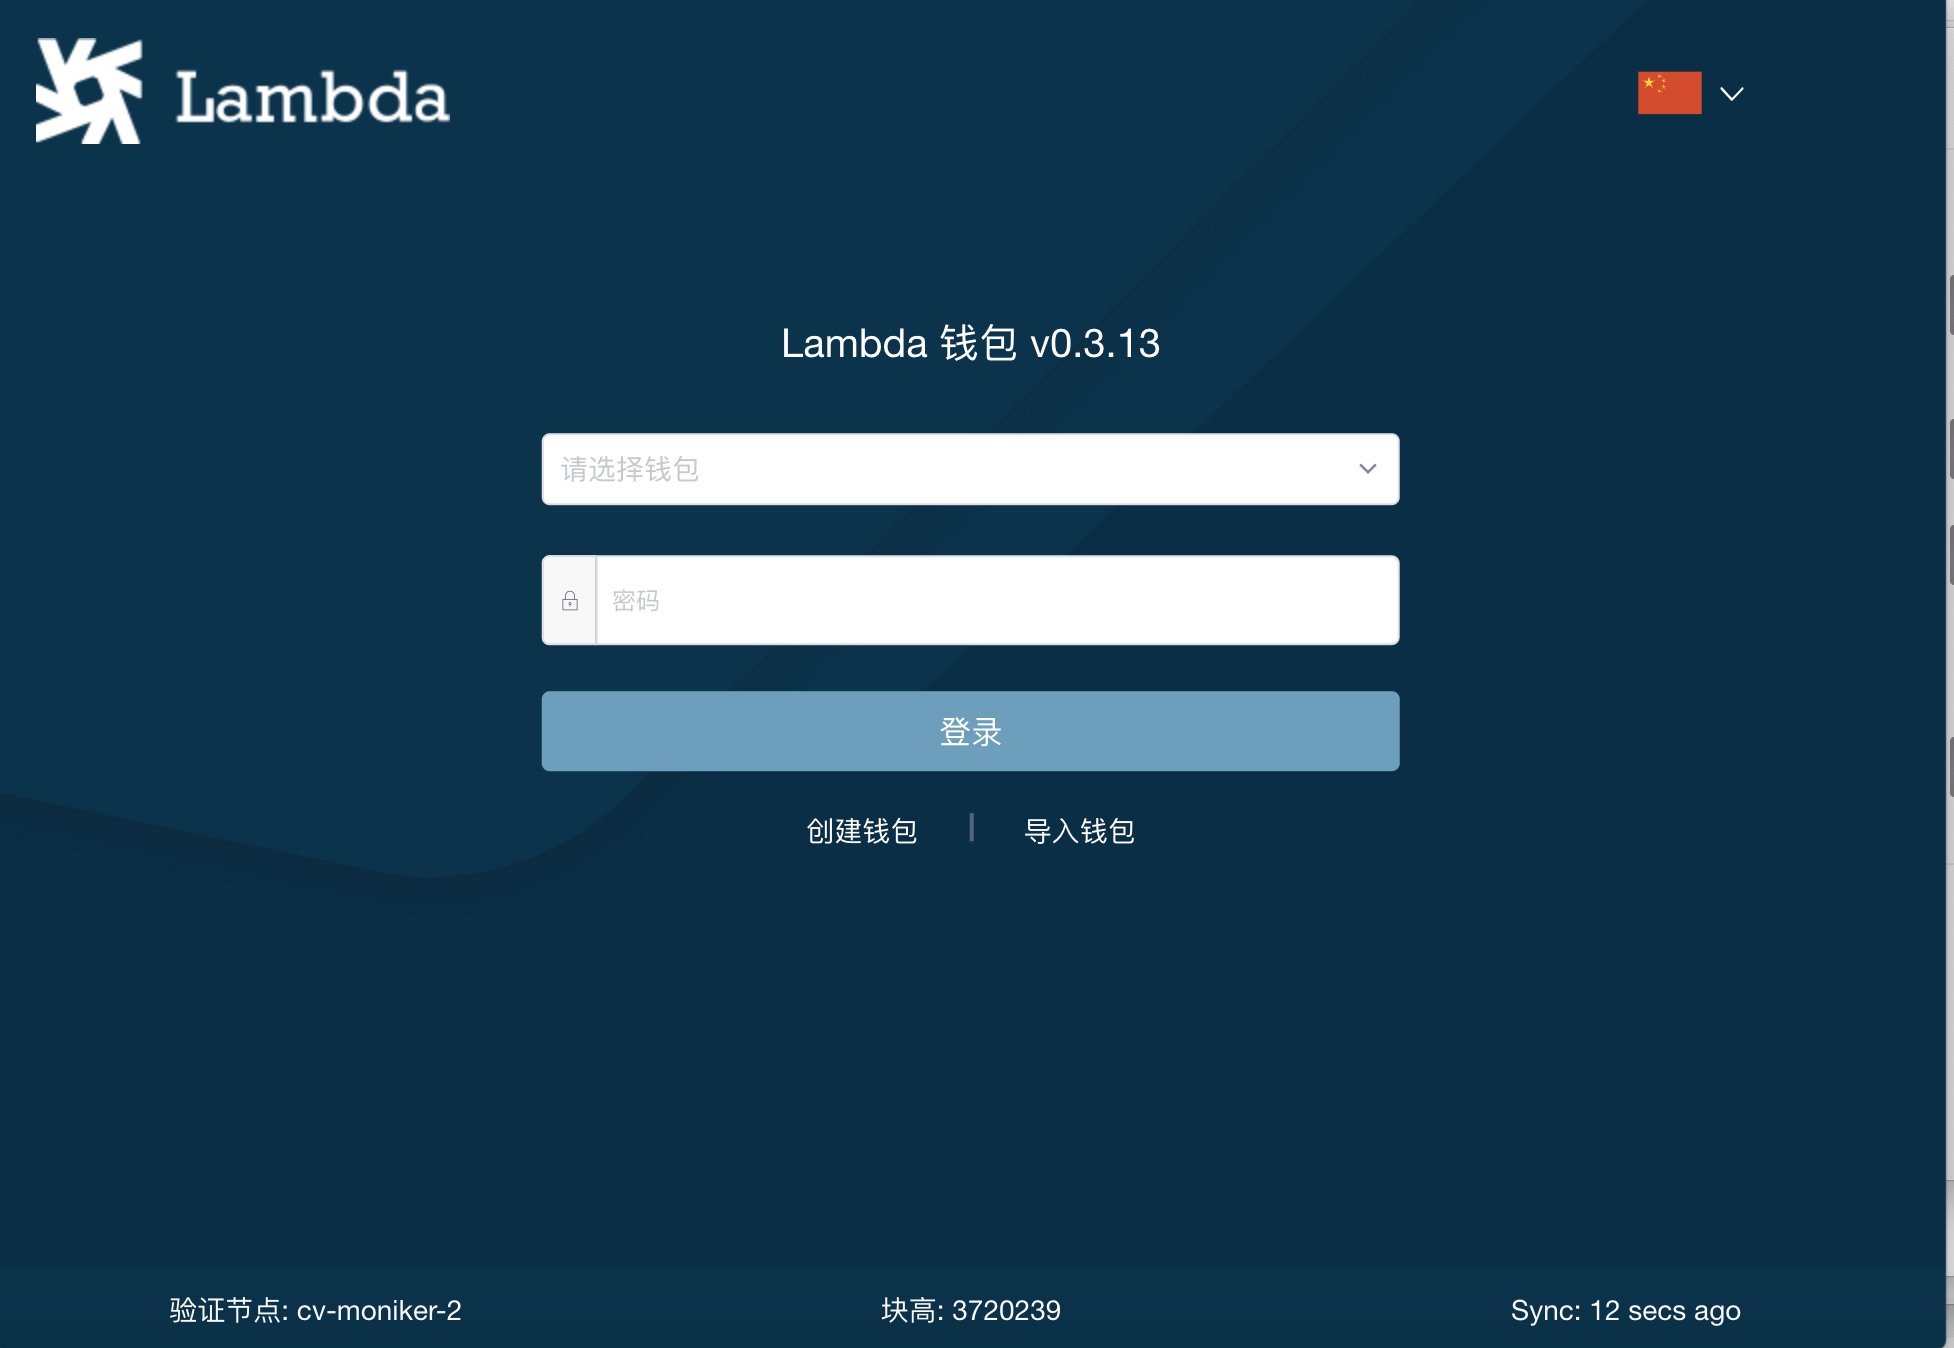 Lambda
Lambda 钱包 v0.3.13
请选择钱包
密码
登录
创建钱包 | 导入钱包
验证节点: cv-moniker-2 块高: 3720239 Sync: 12 secs ago